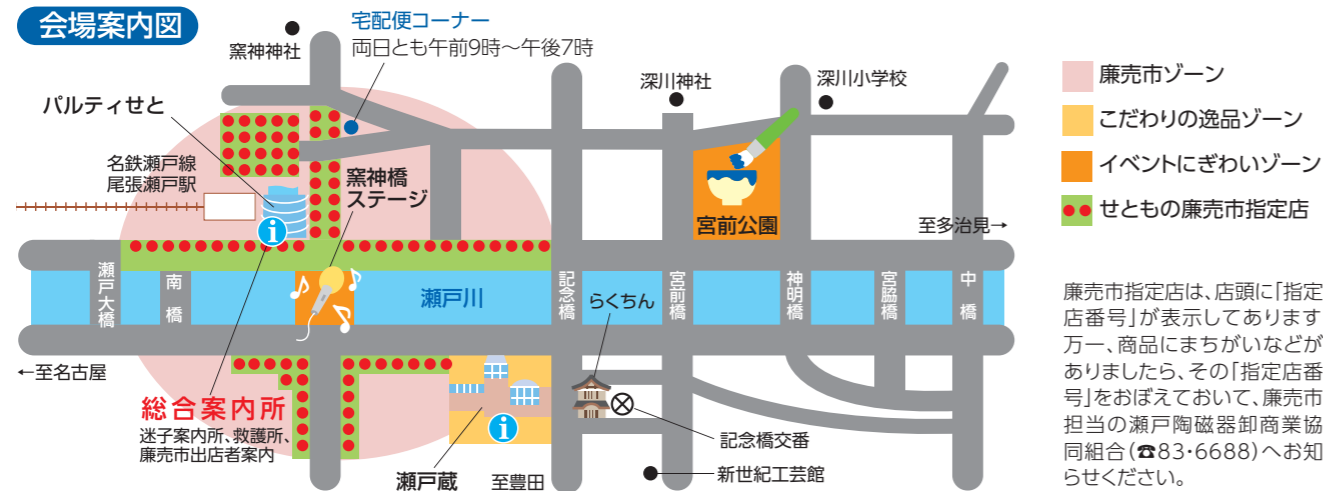 会場案内図
窯神神社
宅配便コーナー
両日とも午前9時～午後7時
パルティせと
名鉄瀬戸線
尾張瀬戸駅
窯神橋
ステージ
深川神社
深川小学校
宮前公園
至多治見→
瀬戸大橋
南橋
瀬戸川
記念橋
らくちん
宮前橋
神明橋
宮脇橋
中橋
←至名古屋
総合案内所
迷子案内所、救護所、
廉売市出店者案内
瀬戸蔵
至豊田
記念橋交番
新世紀工芸館
廉売市ゾーン
こだわりの逸品ゾーン
イベントにぎわいゾーン
せともの廉売市指定店
廉売市指定店は、店頭に「指定
店番号」が表示してあります
万一、商品にまちがいなどが
ありましたら、その「指定店番
号」をおぼえておいて、廉売市
担当の瀬戸陶磁器卸商業協
同組合(☎83・6688)へお知
らせください。